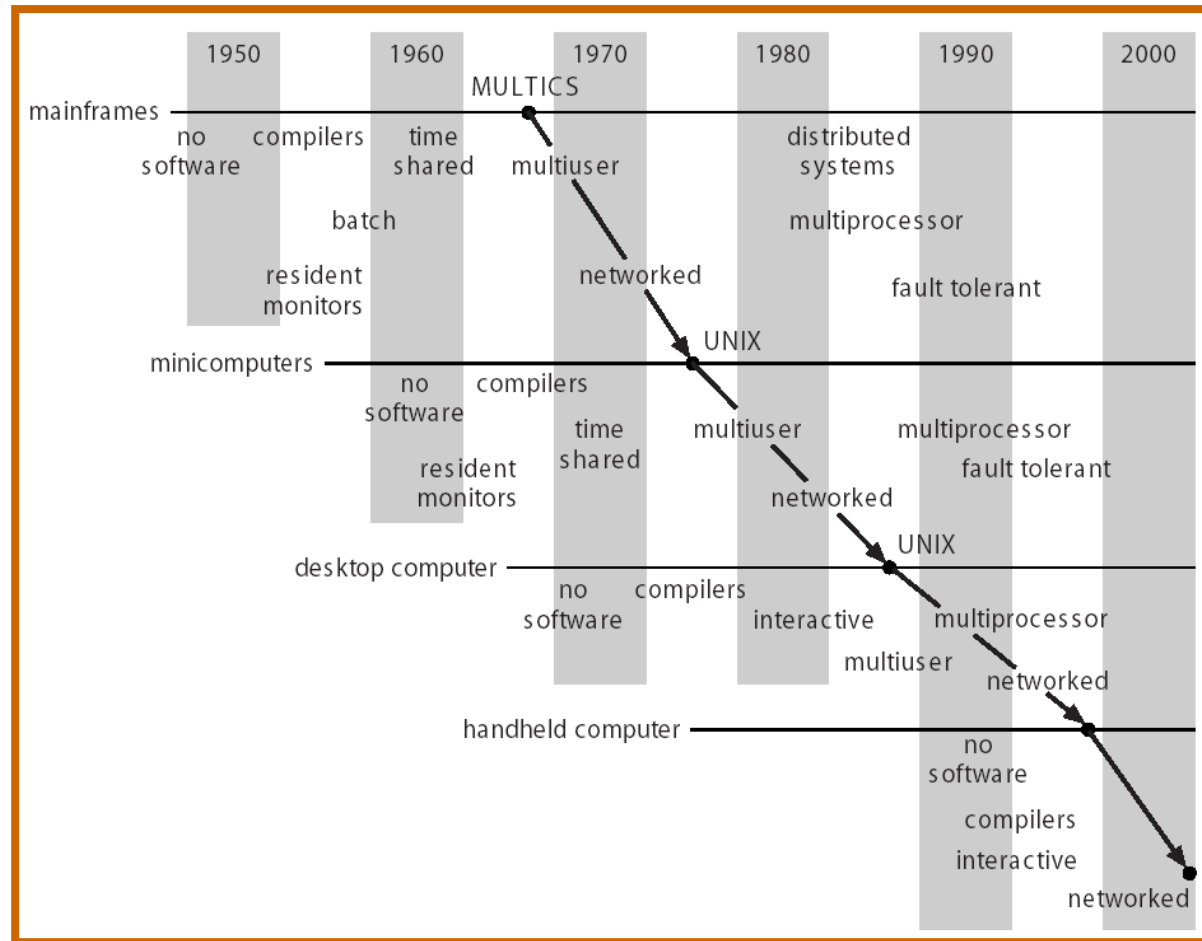 1950
1960
1970
1980
1990
2000
MULTICS
mainframes
no
software
compilers
time
shared
multiuser
distributed
systems
batch
multiprocessor
resident
monitors
networked
fault tolerant
UNIX
minicomputers
no
software
compilers
time
shared
multiuser
multiprocessor
resident
monitors
fault tolerant
networked
UNIX
desktop computer
no
software
compilers
interactive
multiprocessor
multiuser
networked
handheld computer
no
software
compilers
interactive
networked